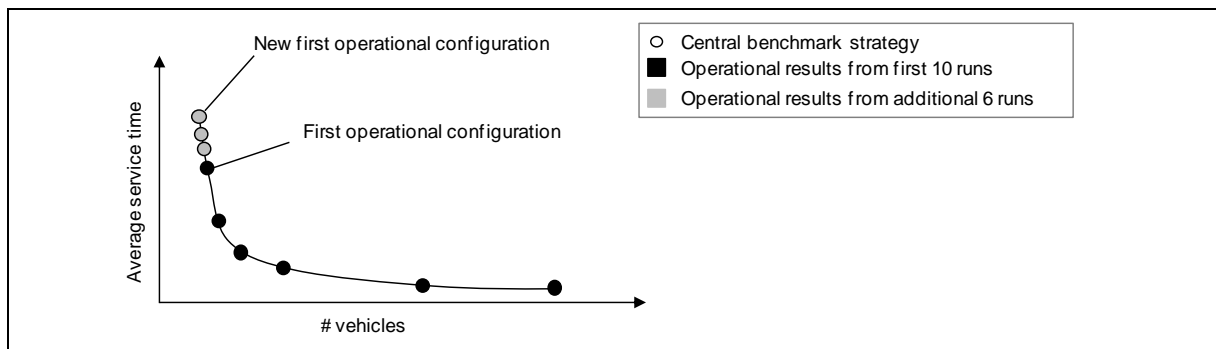 New first operational configuration
First operational configuration
Average service time
# vehicles
Central benchmark strategy
Operational results from first 10 runs
Operational results from additional 6 runs